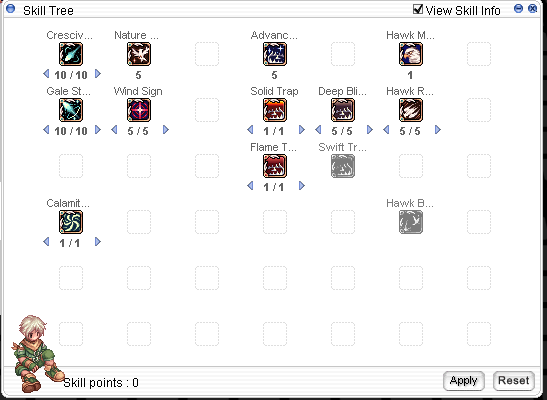 Skill Tree
View Skill Info
Cresciv... Nature ... Advanc... Hawk M...
10 / 10 5 5 1
Gale St... Wind Sign Solid Trap Deep Bli... Hawk R...
10 / 10 5 / 5 1 / 1 5 / 5 5 / 5
Flame T... Swift Tr...
1 / 1
Calamit... Hawk B...
1 / 1
Skill points : 0 Apply Reset